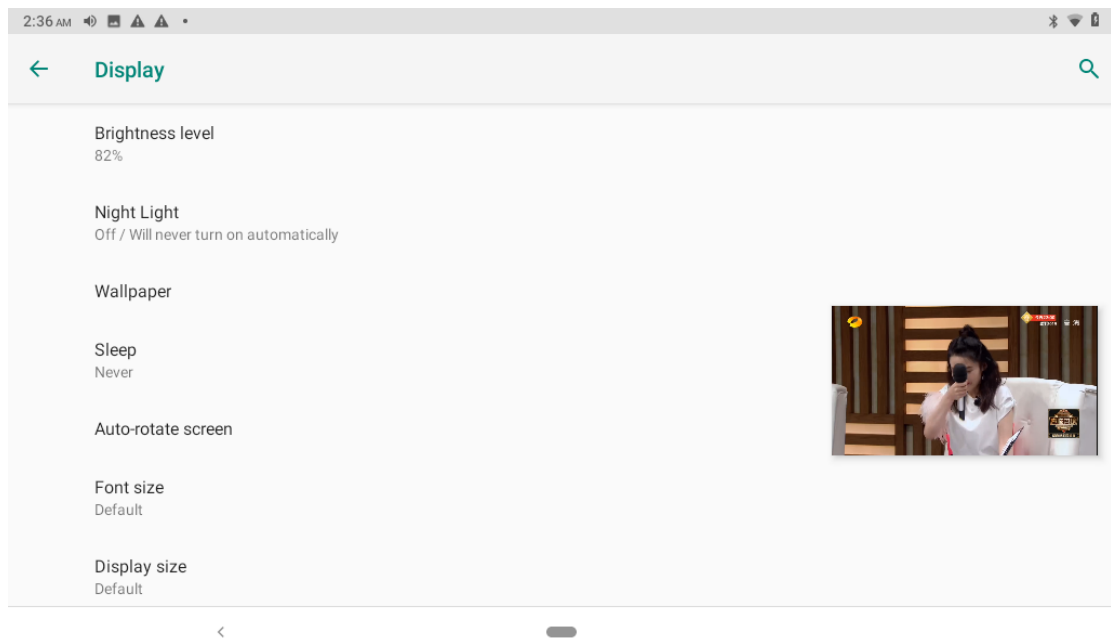 2:36 AM
Display
Brightness level
82%
Night Light
Off / Will never turn on automatically
Wallpaper
Sleep
Never
Auto-rotate screen
Font size
Default
Display size
Default